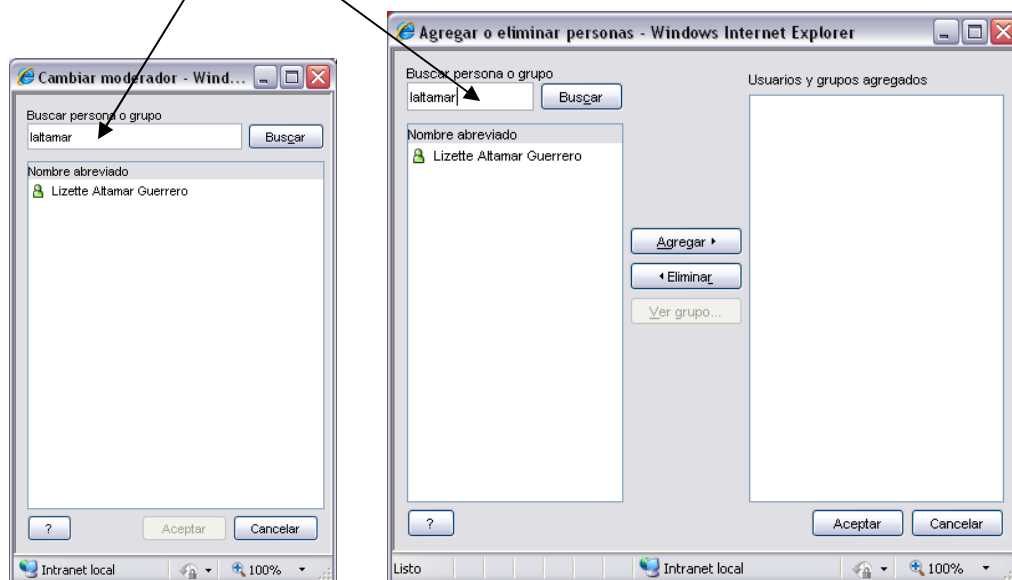 Cambiar moderador - Wind...
Buscar persona o grupo
laltamar
Buscar
Nombre abreviado
Lizette Altamar Guerrero
?
Aceptar
Cancelar
Intranet local
100%
Agregar o eliminar personas - Windows Internet Explorer
Buscar persona o grupo
laltamar
Buscar
Usuarios y grupos agregados
Nombre abreviado
Lizette Altamar Guerrero
Agregar
Eliminar
Ver grupo...
?
Aceptar
Cancelar
Listo
Intranet local
100%